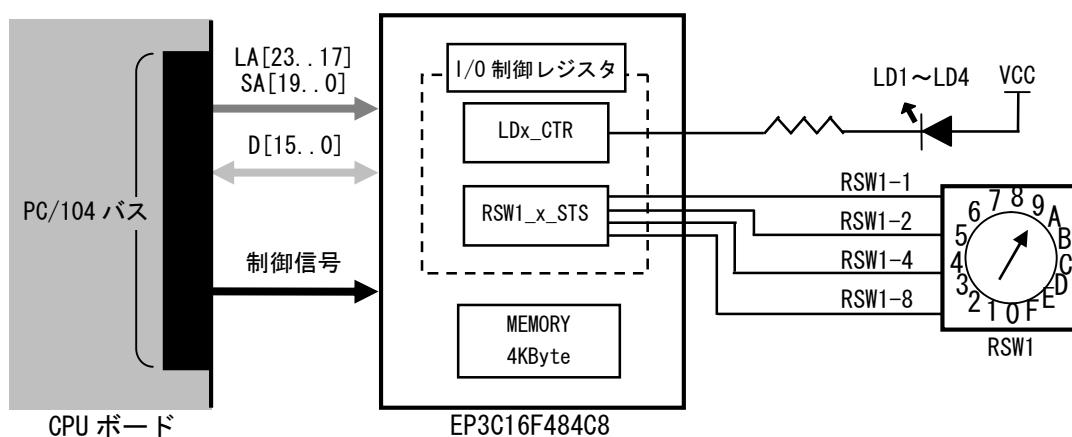 LA[23..17]
SA[19..0]
D[15..0]
PC/104 バス
制御信号
CPU ボード
I/O 制御レジスタ
LDx_CTR
RSW1_x_STS
MEMORY
4KByte
EP3C16F484C8
LD1～LD4
VCC
RSW1-1
RSW1-2
RSW1-4
RSW1-8
0
1
2
3
4
5
6
7
8
9
A
B
C
D
E
F
RSW1